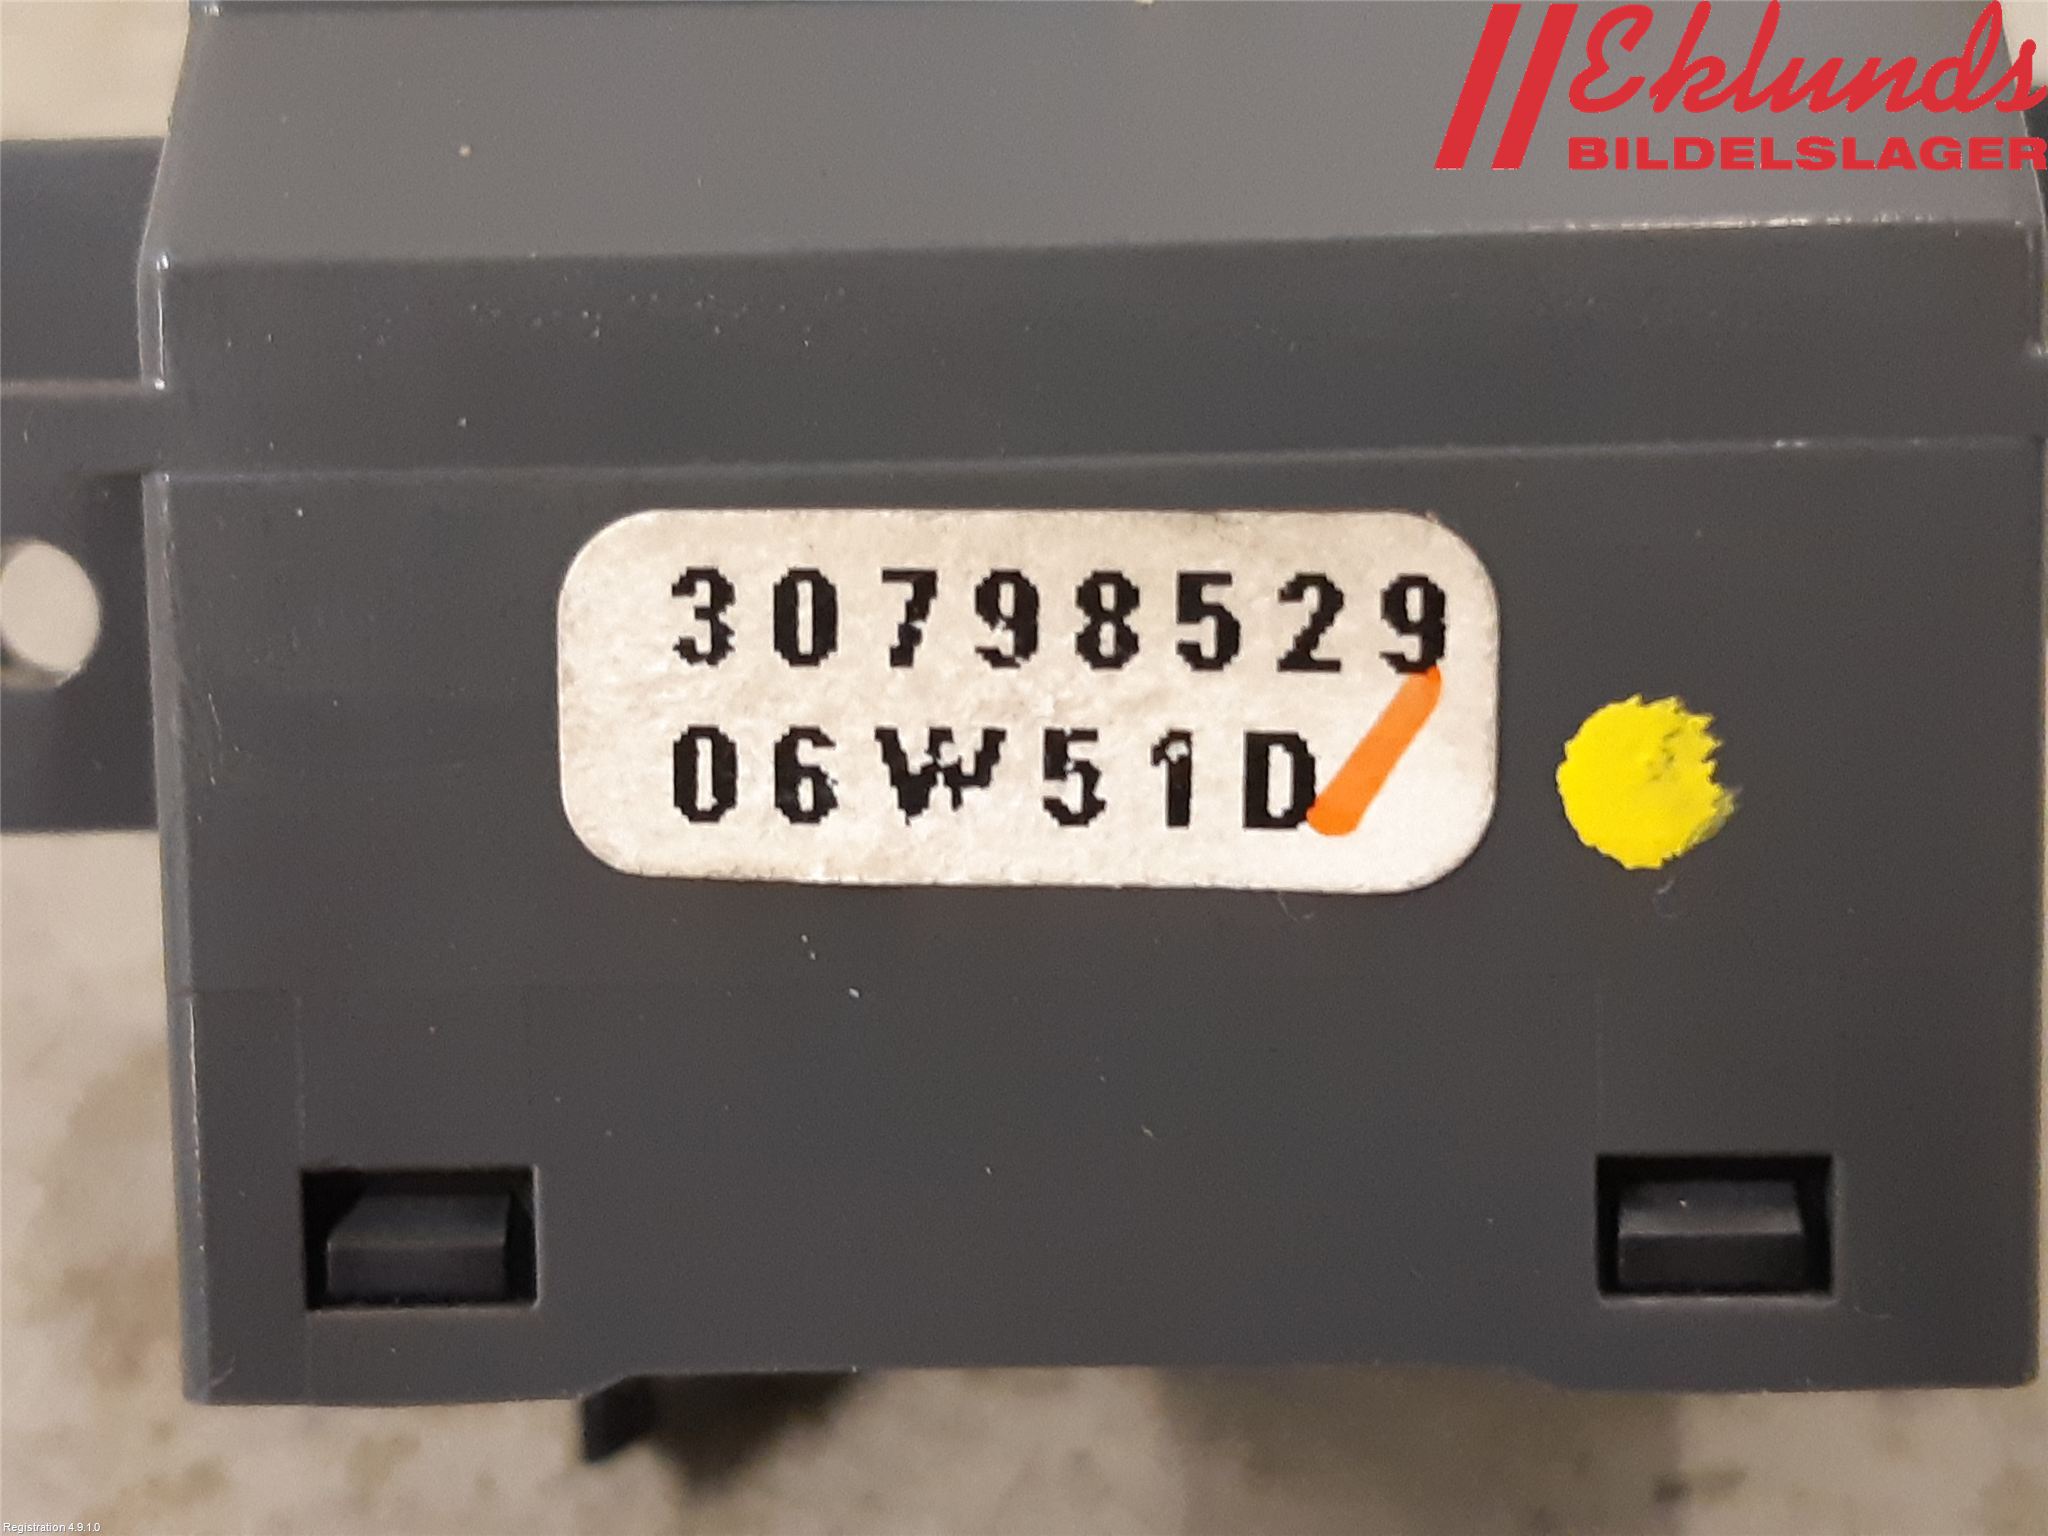 Eklunds
BILDELSLAGER
30798529
06W51D
Registration 4.9.1.0